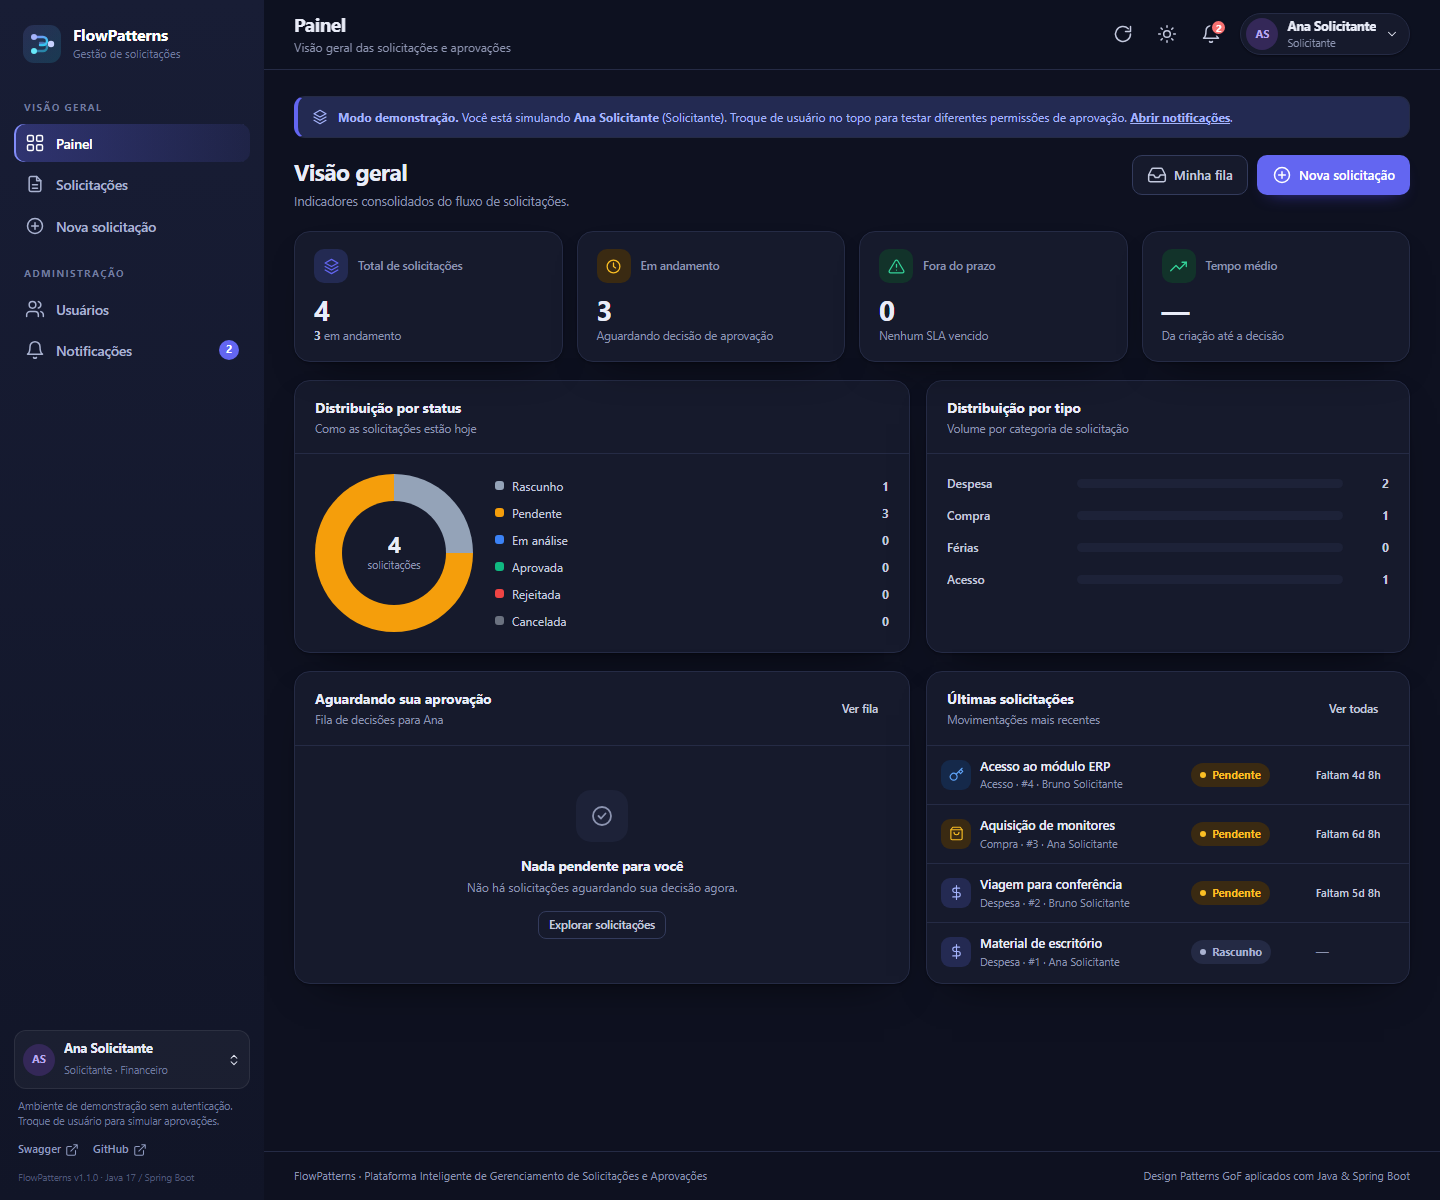 FlowPatterns
Gestão de solicitações
VISÃO GERAL
Painel
Solicitações
Nova solicitação
ADMINISTRAÇÃO
Usuários
Notificações
2
AS
Ana Solicitante
Solicitante · Financeiro
Ambiente de demonstração sem autenticação.
Troque de usuário para simular aprovações.
Swagger
GitHub
FlowPatterns v1.1.0 · Java 17 / Spring Boot
Painel
Visão geral das solicitações e aprovações
2
AS
Ana Solicitante
Solicitante
Modo demonstração. Você está simulando Ana Solicitante (Solicitante). Troque de usuário no topo para testar diferentes permissões de aprovação. Abrir notificações.
Visão geral
Indicadores consolidados do fluxo de solicitações.
Minha fila
Nova solicitação
Total de solicitações
4
3 em andamento
Em andamento
3
Aguardando decisão de aprovação
Fora do prazo
0
Nenhum SLA vencido
Tempo médio
—
Da criação até a decisão
Distribuição por status
Como as solicitações estão hoje
4
solicitações
Rascunho 1
Pendente 3
Em análise 0
Aprovada 0
Rejeitada 0
Cancelada 0
Distribuição por tipo
Volume por categoria de solicitação
Despesa 2
Compra 1
Férias 0
Acesso 1
Aguardando sua aprovação
Fila de decisões para Ana
Ver fila
Nada pendente para você
Não há solicitações aguardando sua decisão agora.
Explorar solicitações
Últimas solicitações
Movimentações mais recentes
Ver todas
Acesso ao módulo ERP
Acesso · #4 · Bruno Solicitante
Pendente
Faltam 4d 8h
Aquisição de monitores
Compra · #3 · Ana Solicitante
Pendente
Faltam 6d 8h
Viagem para conferência
Despesa · #2 · Bruno Solicitante
Pendente
Faltam 5d 8h
Material de escritório
Despesa · #1 · Ana Solicitante
Rascunho
—
FlowPatterns · Plataforma Inteligente de Gerenciamento de Solicitações e Aprovações
Design Patterns GoF aplicados com Java & Spring Boot